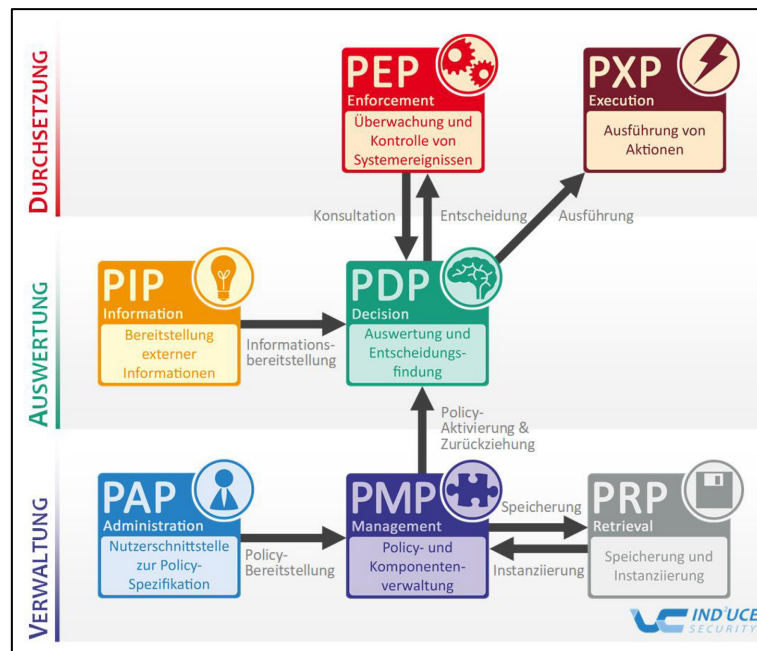 DURCHSETZUNG
PEP
Enforcement
Überwachung und
Kontrolle von
Systemereignissen
PXP
Execution
Ausführung von
Aktionen
Konsultation
Entscheidung
Ausführung
AUSWERTUNG
PIP
Information
Bereitstellung
externer
Informationen
Informations-
bereitstellung
PDP
Decision
Auswertung und
Entscheidungs-
findung
Policy-
Aktivierung &
Zurückziehung
VERWALTUNG
PAP
Administration
Nutzerschnittstelle
zur Policy-
Spezifikation
Policy-
Bereitstellung
PMP
Management
Policy- und
Komponenten-
verwaltung
Speicherung
Instanziierung
PRP
Retrieval
Speicherung und
Instanziierung
IND²UCE
SECURITY